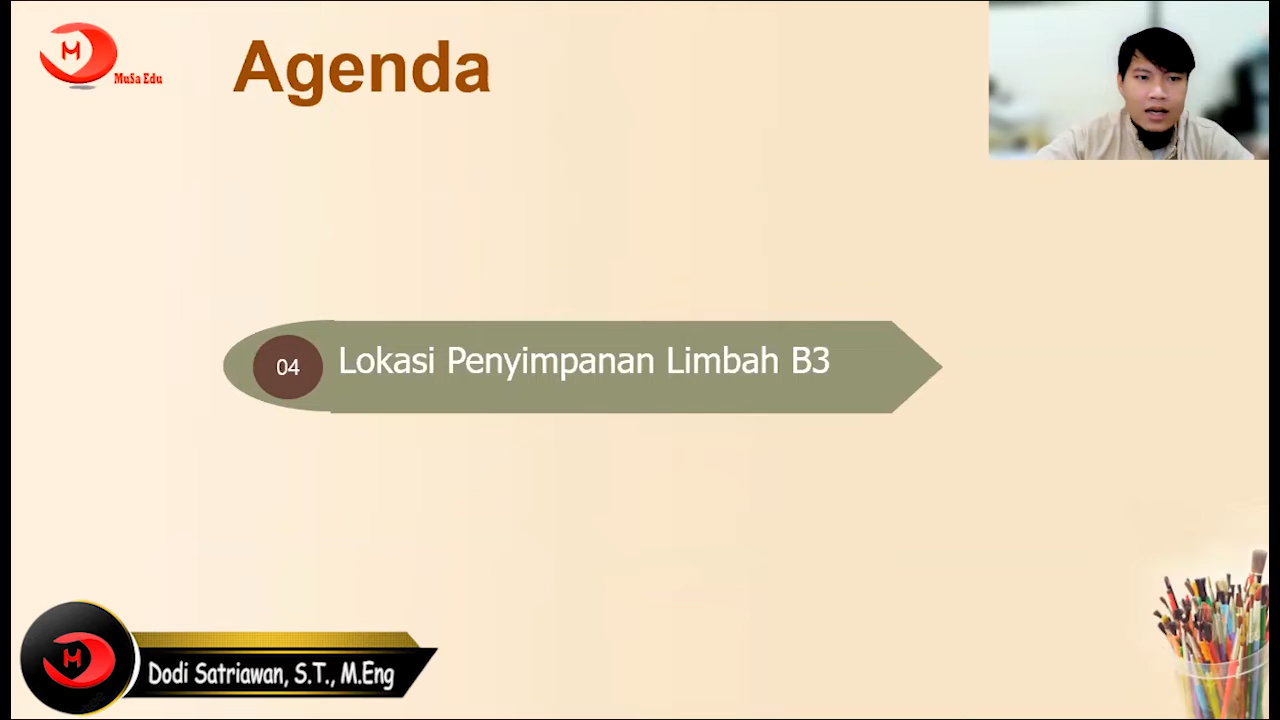 M
MuSa Edu
Agenda
04
Lokasi Penyimpanan Limbah B3
M
Dodi Satriawan, S.T., M.Eng